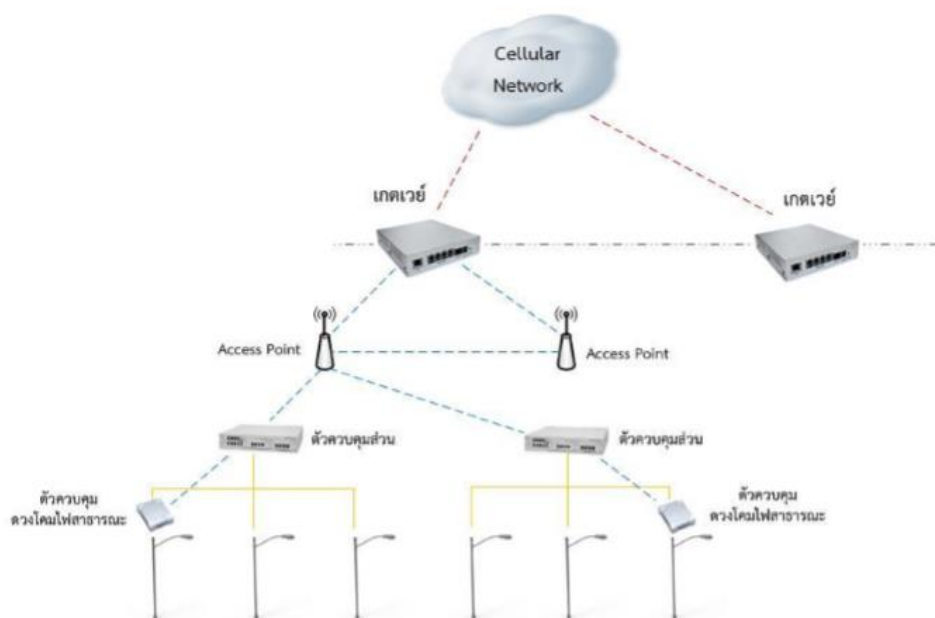 Cellular
Network
เกตเวย์
เกตเวย์
Access Point
Access Point
ตัวควบคุมส่วน
ตัวควบคุมส่วน
ตัวควบคุม
ดวงโคมไฟสาธารณะ
ตัวควบคุม
ดวงโคมไฟสาธารณะ